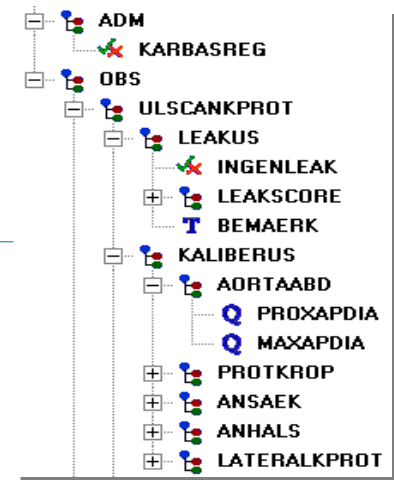 ADM
KARBASREG
OBS
ULSCANKPROT
LEAKUS
INGENLEAK
LEAKSCORE
T BEMAERK
KALIBERUS
AORTAABD
Q PROXAPDIA
Q MAXAPDIA
PROTKROP
ANSAEK
ANHALS
LATERALKPROT